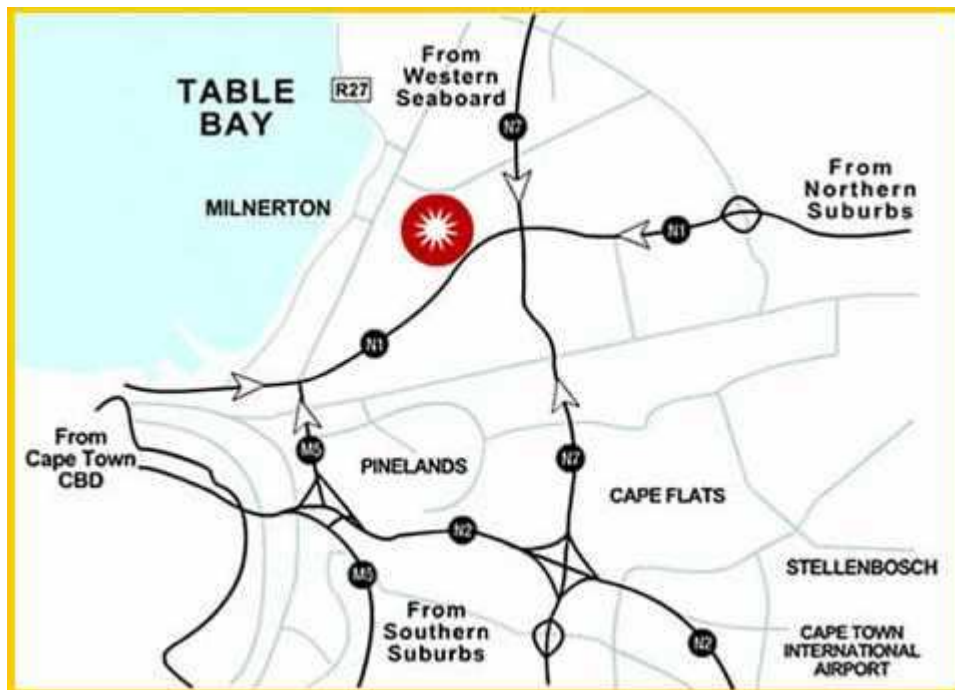 From
Western
Seaboard
TABLE
BAY
R27
N7
From
Northern
Suburbs
MILNERTON
N1
N1
From
Cape Town
CBD
M5
PINELANDS
N7
CAPE FLATS
N2
STELLENBOSCH
M5
From
Southern
Suburbs
N2
CAPE TOWN
INTERNATIONAL
AIRPORT